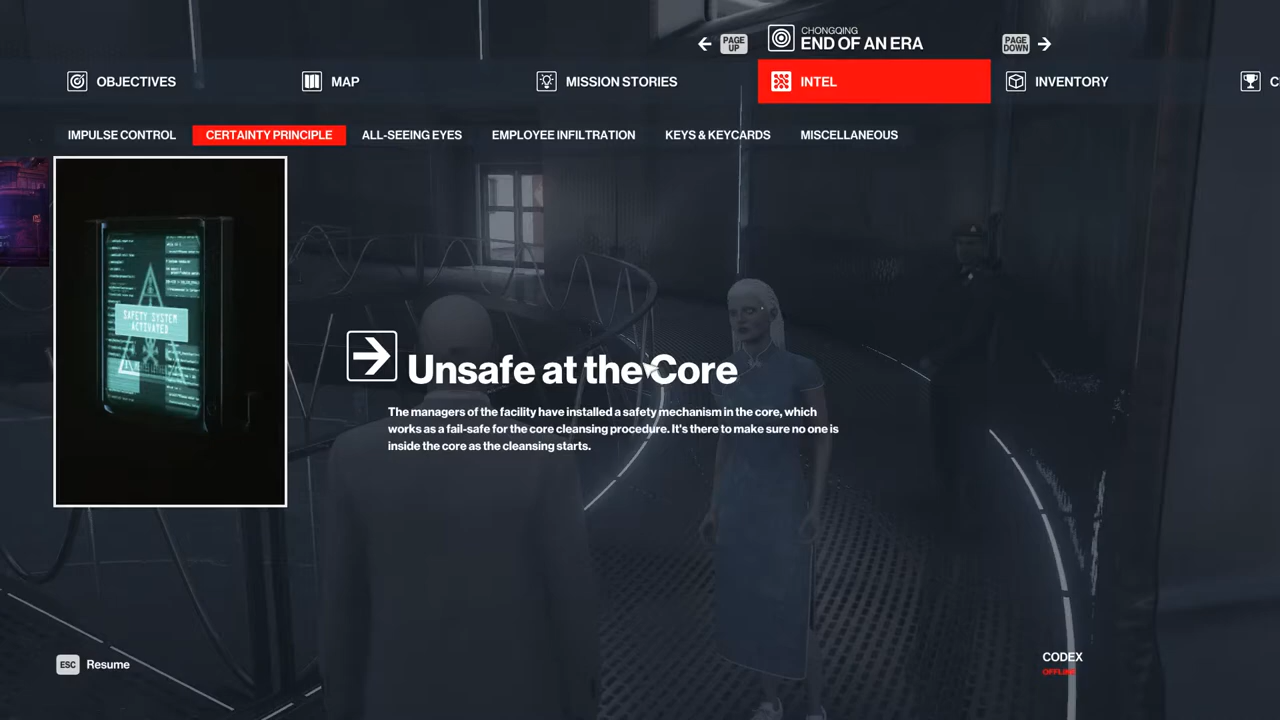 PAGE UP
CHONGQING
END OF AN ERA
PAGE DOWN
OBJECTIVES
MAP
MISSION STORIES
INTEL
INVENTORY
C
IMPULSE CONTROL
CERTAINTY PRINCIPLE
ALL-SEEING EYES
EMPLOYEE INFILTRATION
KEYS & KEYCARDS
MISCELLANEOUS
SAFETY SYSTEM
ACTIVATED
Unsafe at the Core
The managers of the facility have installed a safety mechanism in the core, which
works as a fail-safe for the core cleansing procedure. It's there to make sure no one is
inside the core as the cleansing starts.
ESC Resume
CODEX
OFFLINE